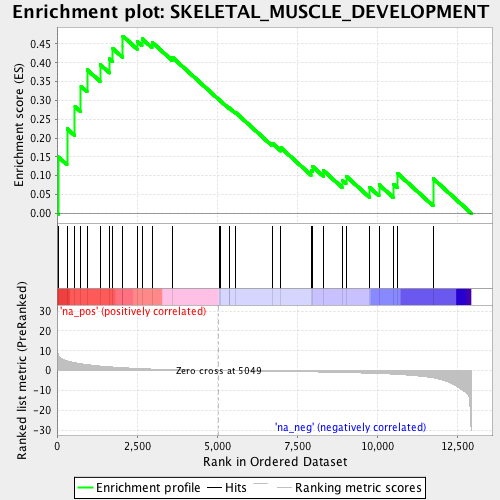 Enrichment plot: SKELETAL_MUSCLE_DEVELOPMENT
Enrichment score (ES)
0.45
0.40
0.35
0.30
0.25
0.20
0.15
0.10
0.05
0.00
'na_pos' (positively correlated)
Ranked list metric (PreRanked)
30
20
10
0
-10
-20
-30
Zero cross at 5049
'na_neg' (negatively correlated)
0
2,500
5,000
7,500
10,000
12,500
Rank in Ordered Dataset
Enrichment profile
Hits
Ranking metric scores